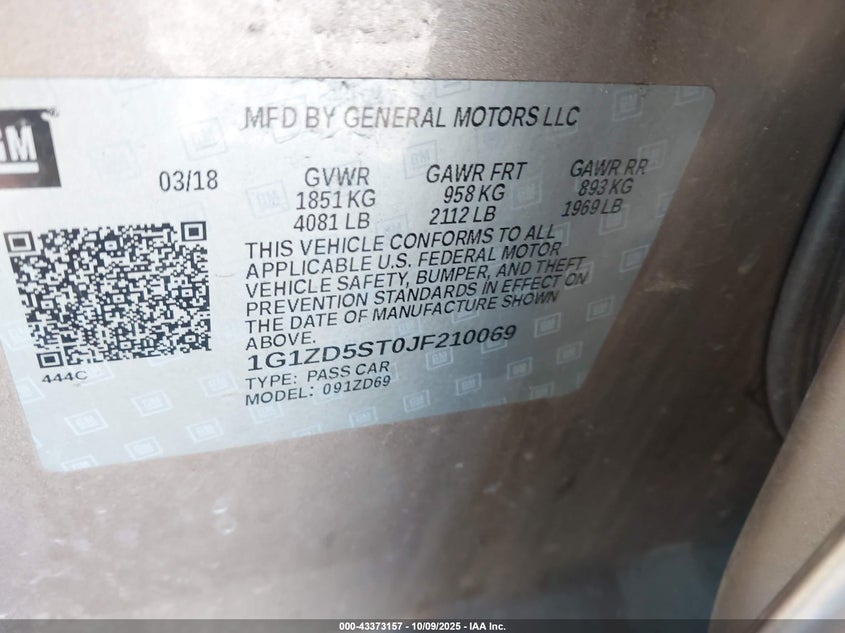 GM
MFD BY GENERAL MOTORS LLC
03/18
GVWR
1851 KG
4081 LB
GAWR FRT
958 KG
2112 LB
GAWR RR
893 KG
1969 LB
THIS VEHICLE CONFORMS TO ALL
APPLICABLE U.S. FEDERAL MOTOR
VEHICLE SAFETY, BUMPER, AND THEFT
PREVENTION STANDARDS IN EFFECT ON
THE DATE OF MANUFACTURE SHOWN
ABOVE.
1G1ZD5ST0JF210069
TYPE: PASS CAR
MODEL: 091ZD69
444C
000-43373157 - 10/09/2025 - IAA Inc.